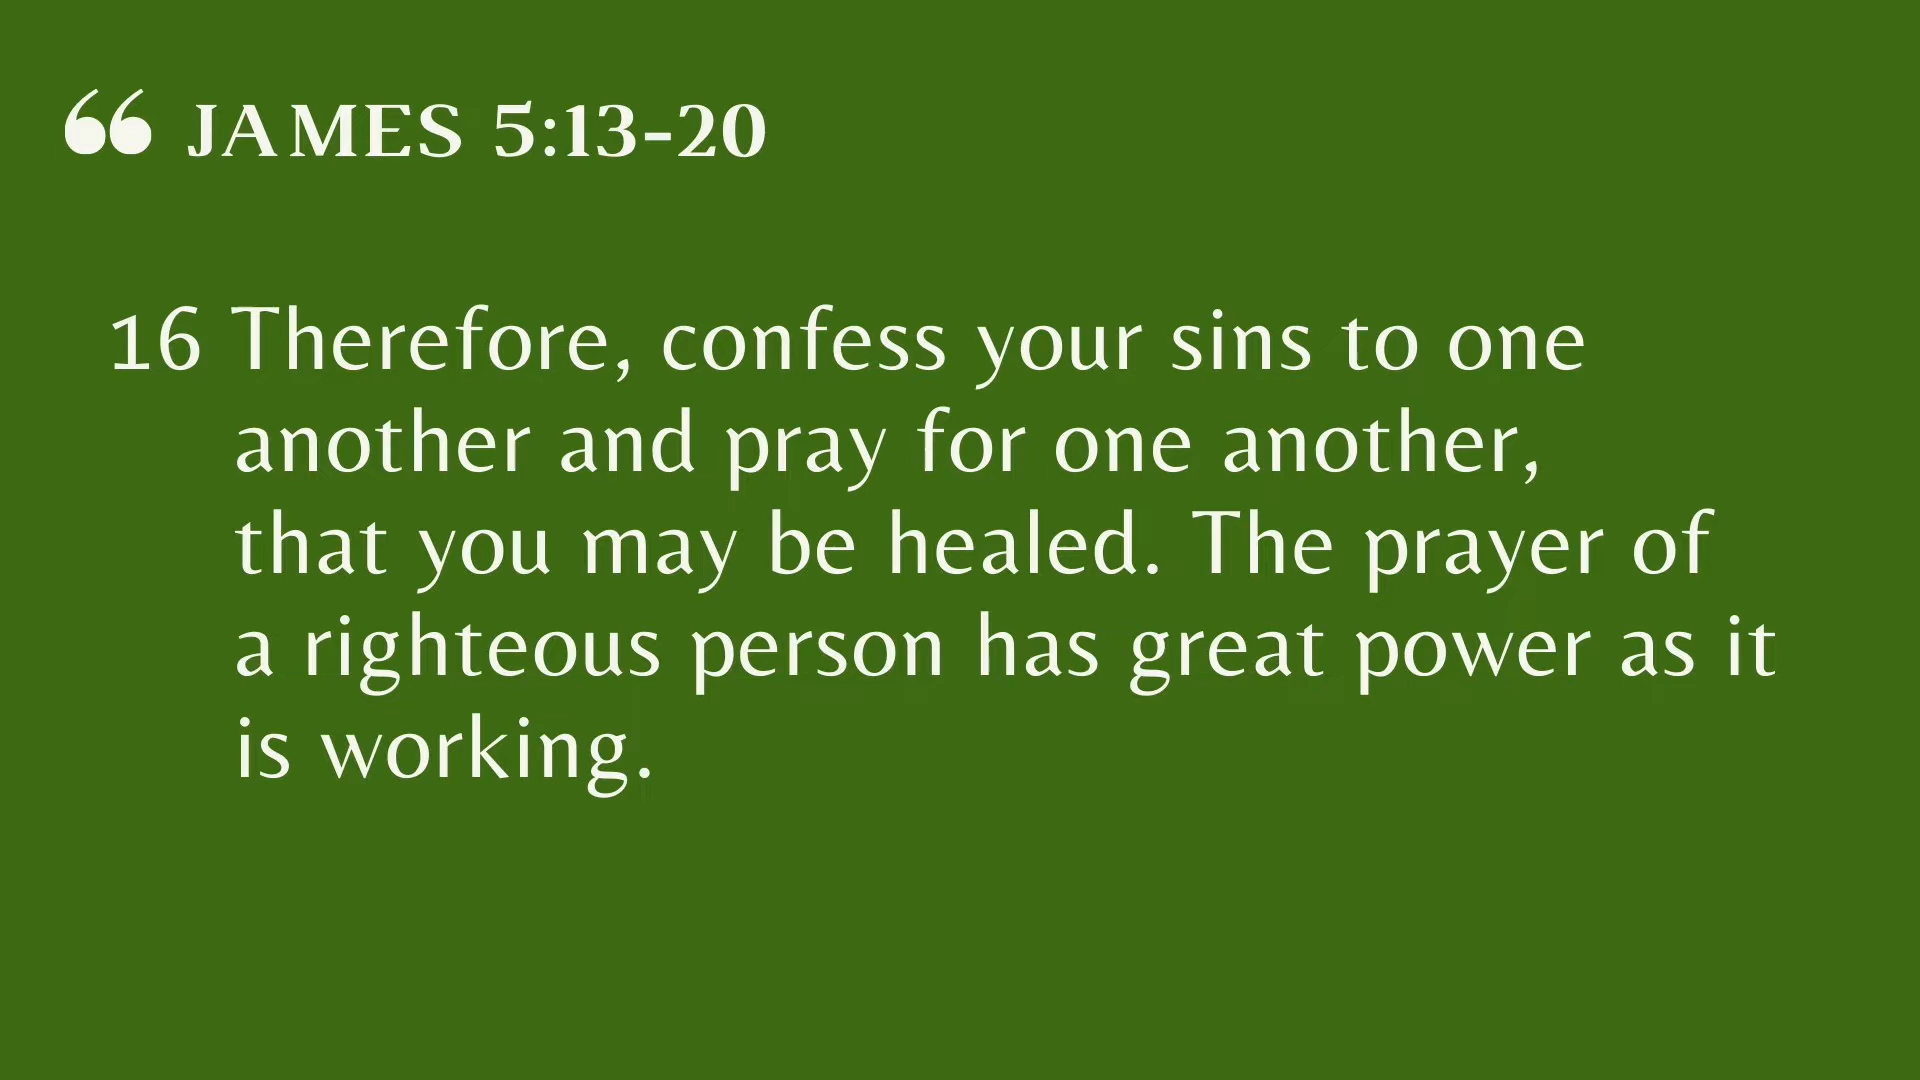 “ JAMES 5:13-20
16 Therefore, confess your sins to one
another and pray for one another,
that you may be healed. The prayer of
a righteous person has great power as it
is working.